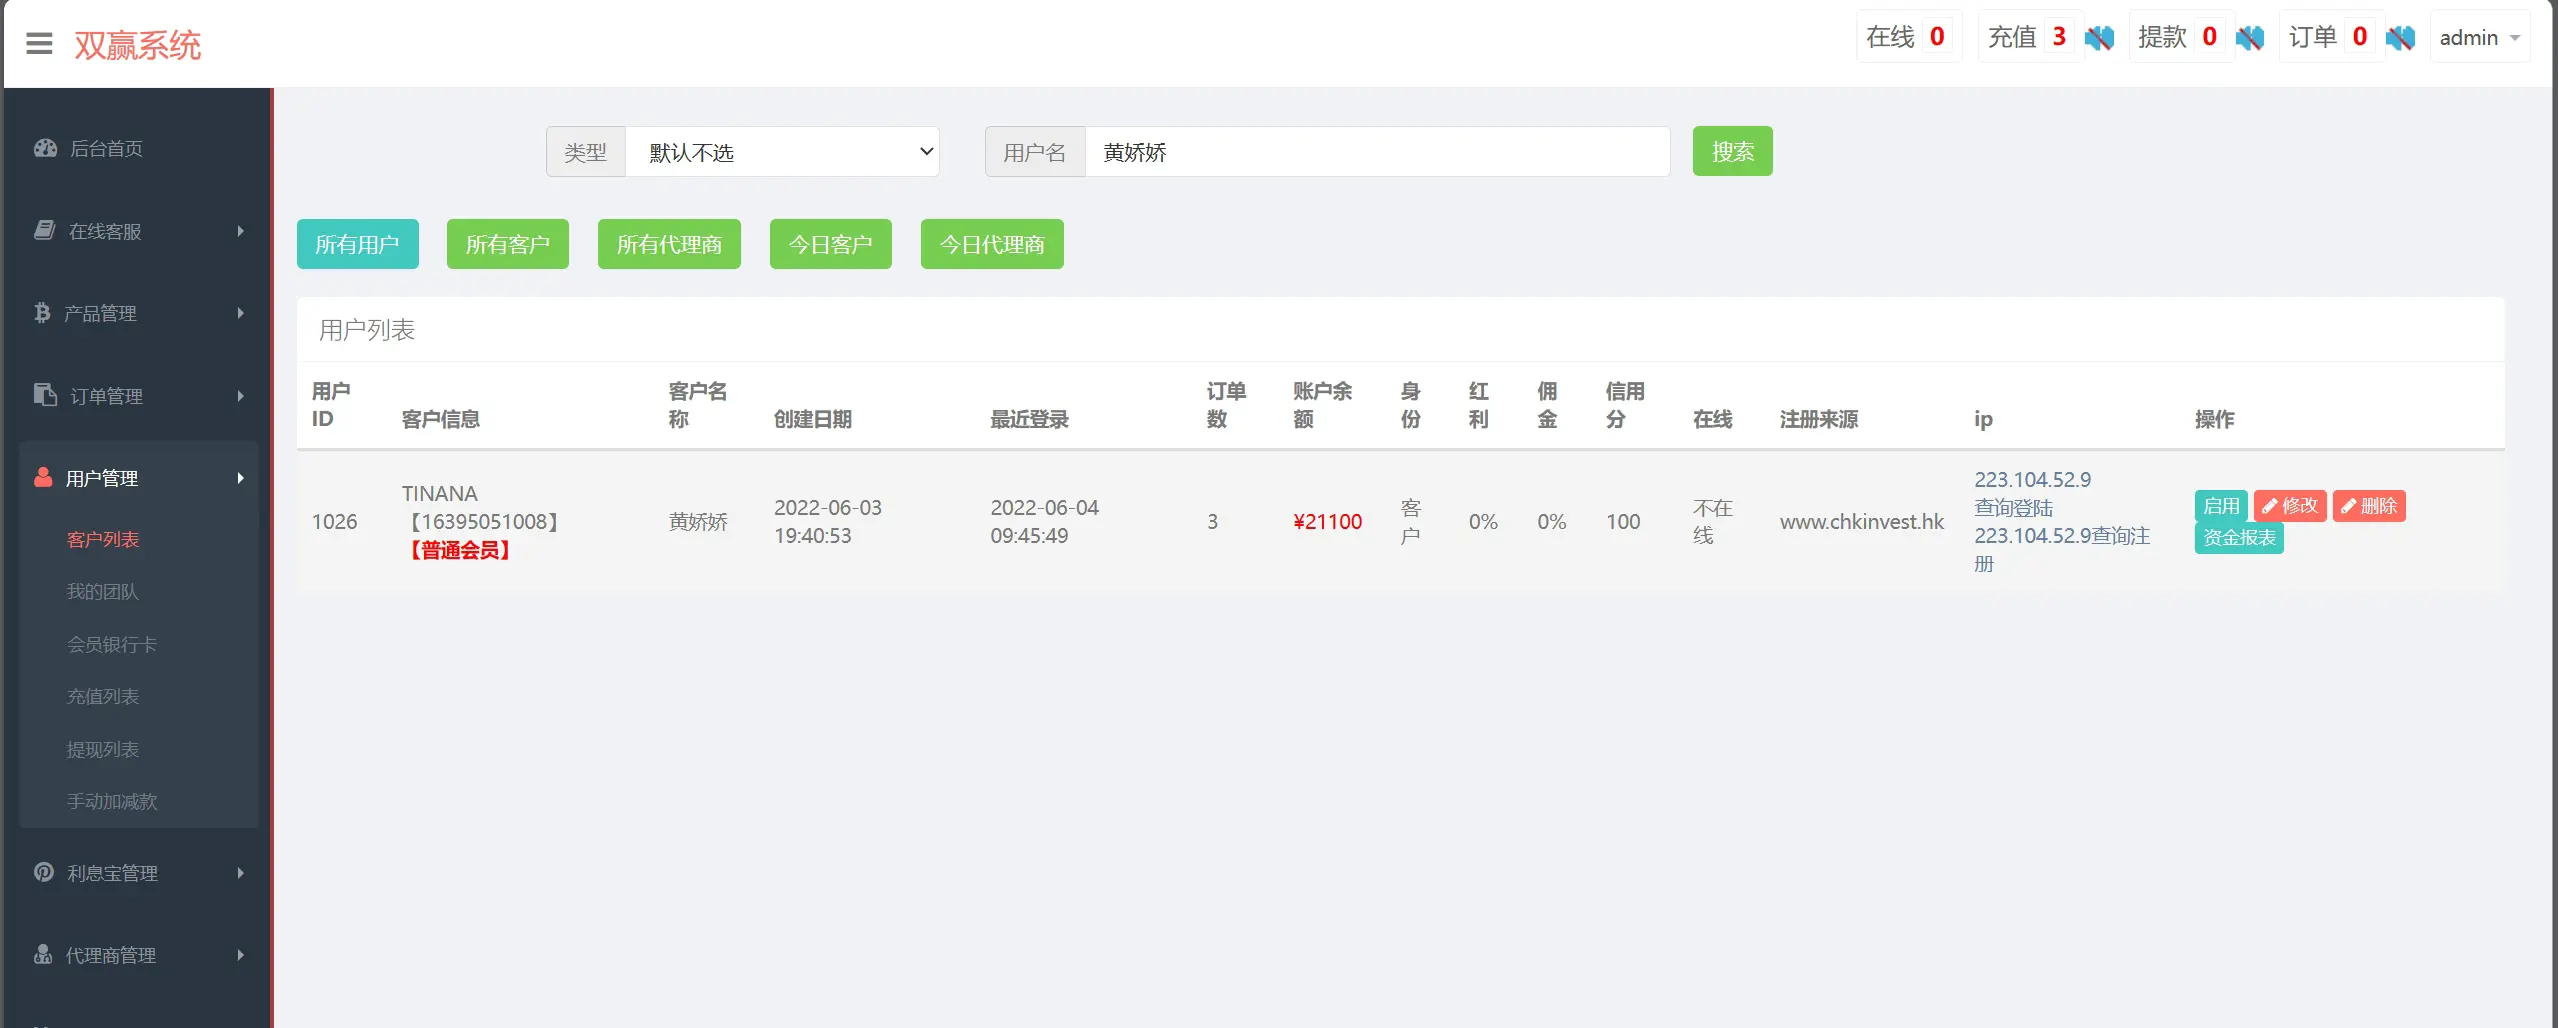 双赢系统
在线 0 充值 3 提款 0 订单 0 admin
后台首页
在线客服
产品管理
订单管理
用户管理
客户列表
我的团队
会员银行卡
充值列表
提现列表
手动加减款
利息宝管理
代理商管理
类型 默认不选 用户名 黄娇娇 搜索
所有用户 所有客户 所有代理商 今日客户 今日代理商
用户列表
用户ID 客户信息 客户名称 创建日期 最近登录 订单数 账户余额 身份 红利 佣金 信用分 在线 注册来源 ip 操作
1026
TINANA
【16395051008】
【普通会员】
黄娇娇
2022-06-03
19:40:53
2022-06-04
09:45:49
3
¥21100
客户
0%
0%
100
不在线
www.chkinvest.hk
223.104.52.9
查询登陆
223.104.52.9查询注册
启用 修改 删除
资金报表